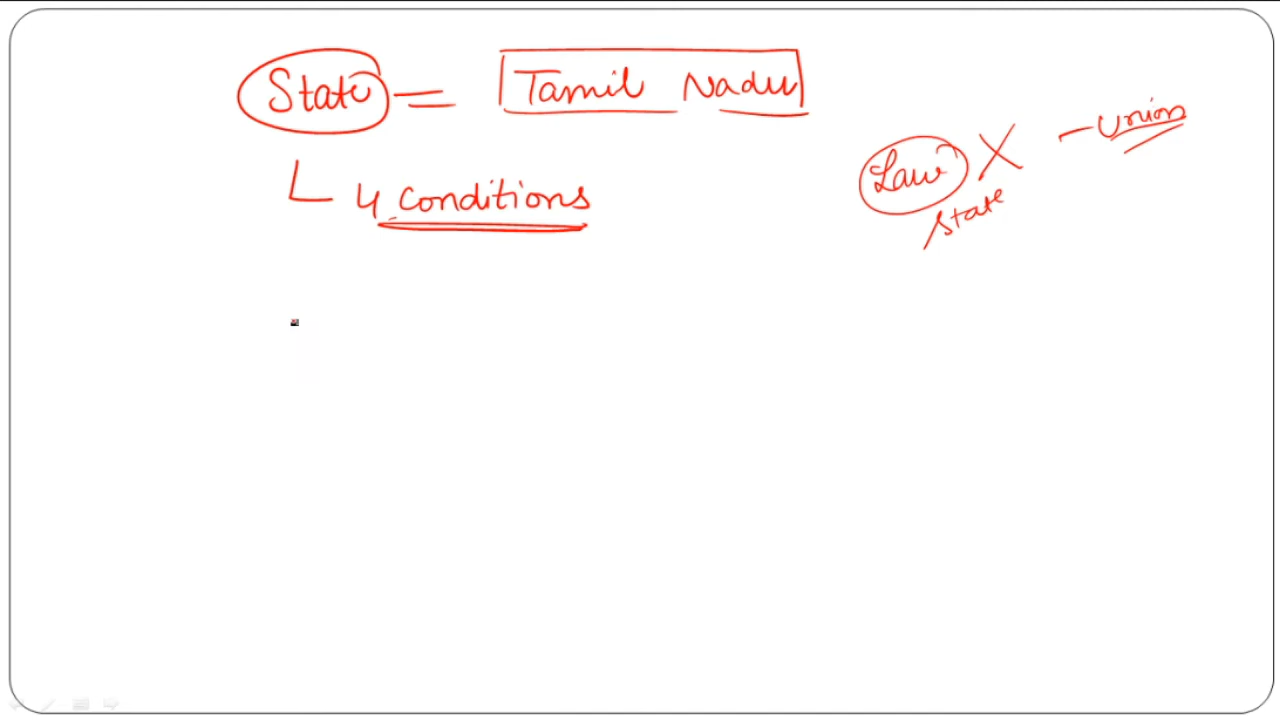 State = Tamil Nadu
4 conditions
Law X - Union
State